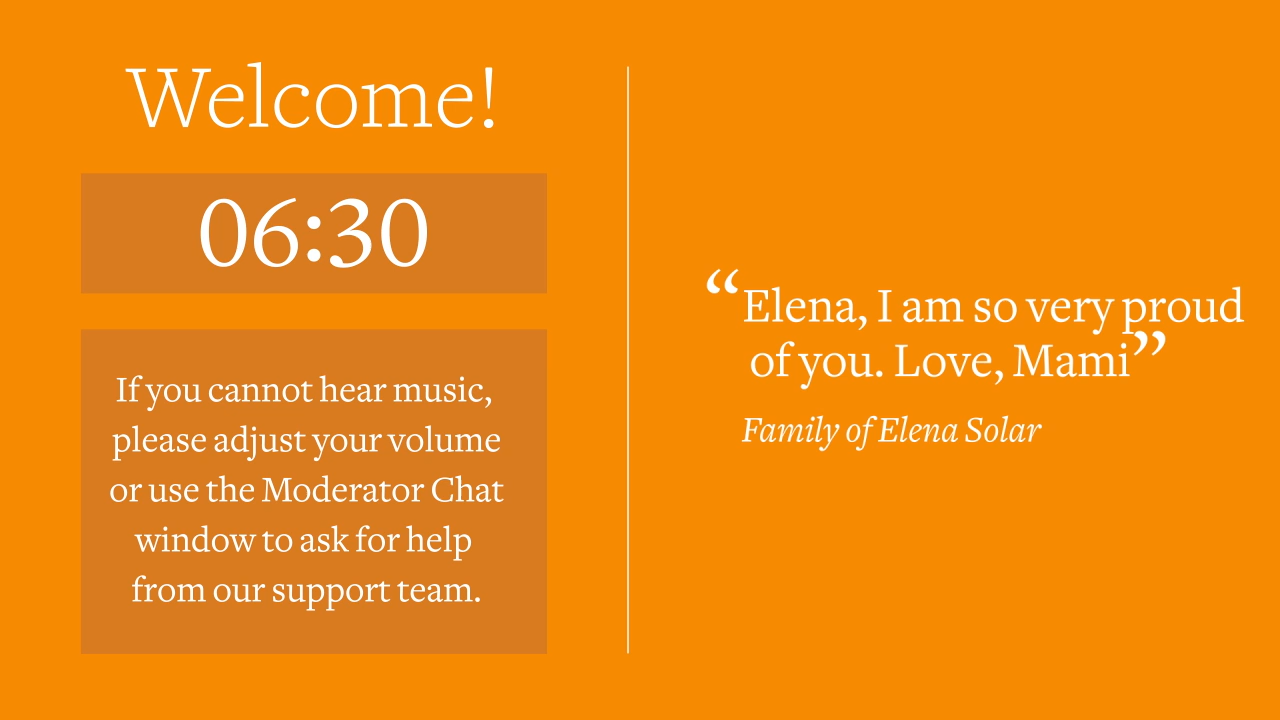 Welcome!
06:30
If you cannot hear music,
please adjust your volume
or use the Moderator Chat
window to ask for help
from our support team.
“Elena, I am so very proud
of you. Love, Mami”
Family of Elena Solar